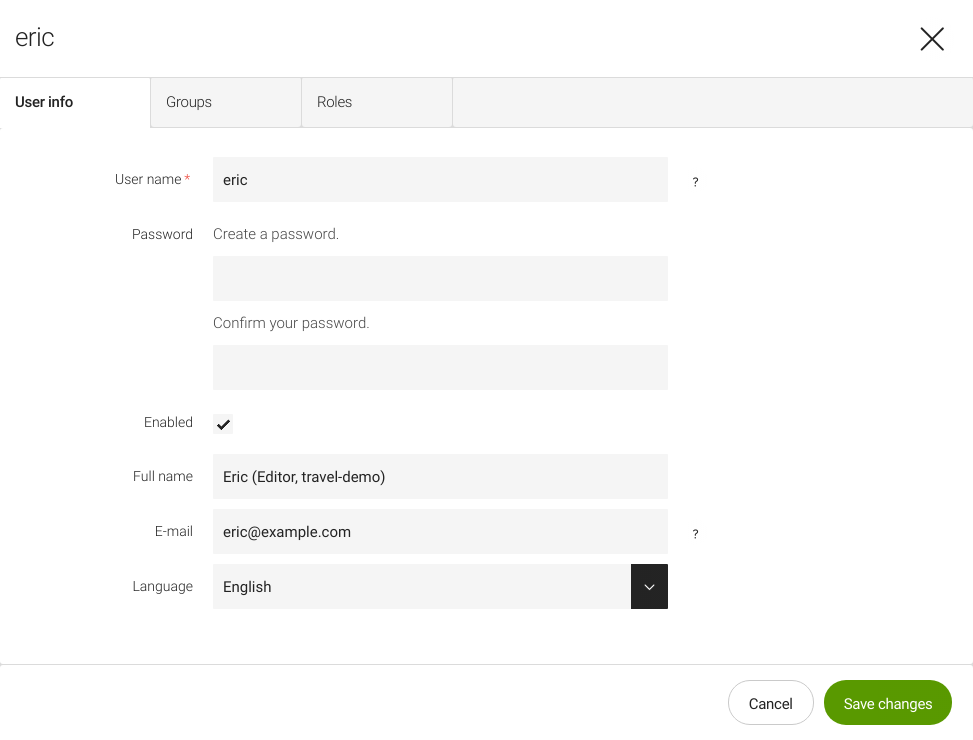 eric
User info Groups Roles
User name * eric ?
Password Create a password.
Confirm your password.
Enabled
Full name Eric (Editor, travel-demo)
E-mail eric@example.com ?
Language English
Cancel Save changes